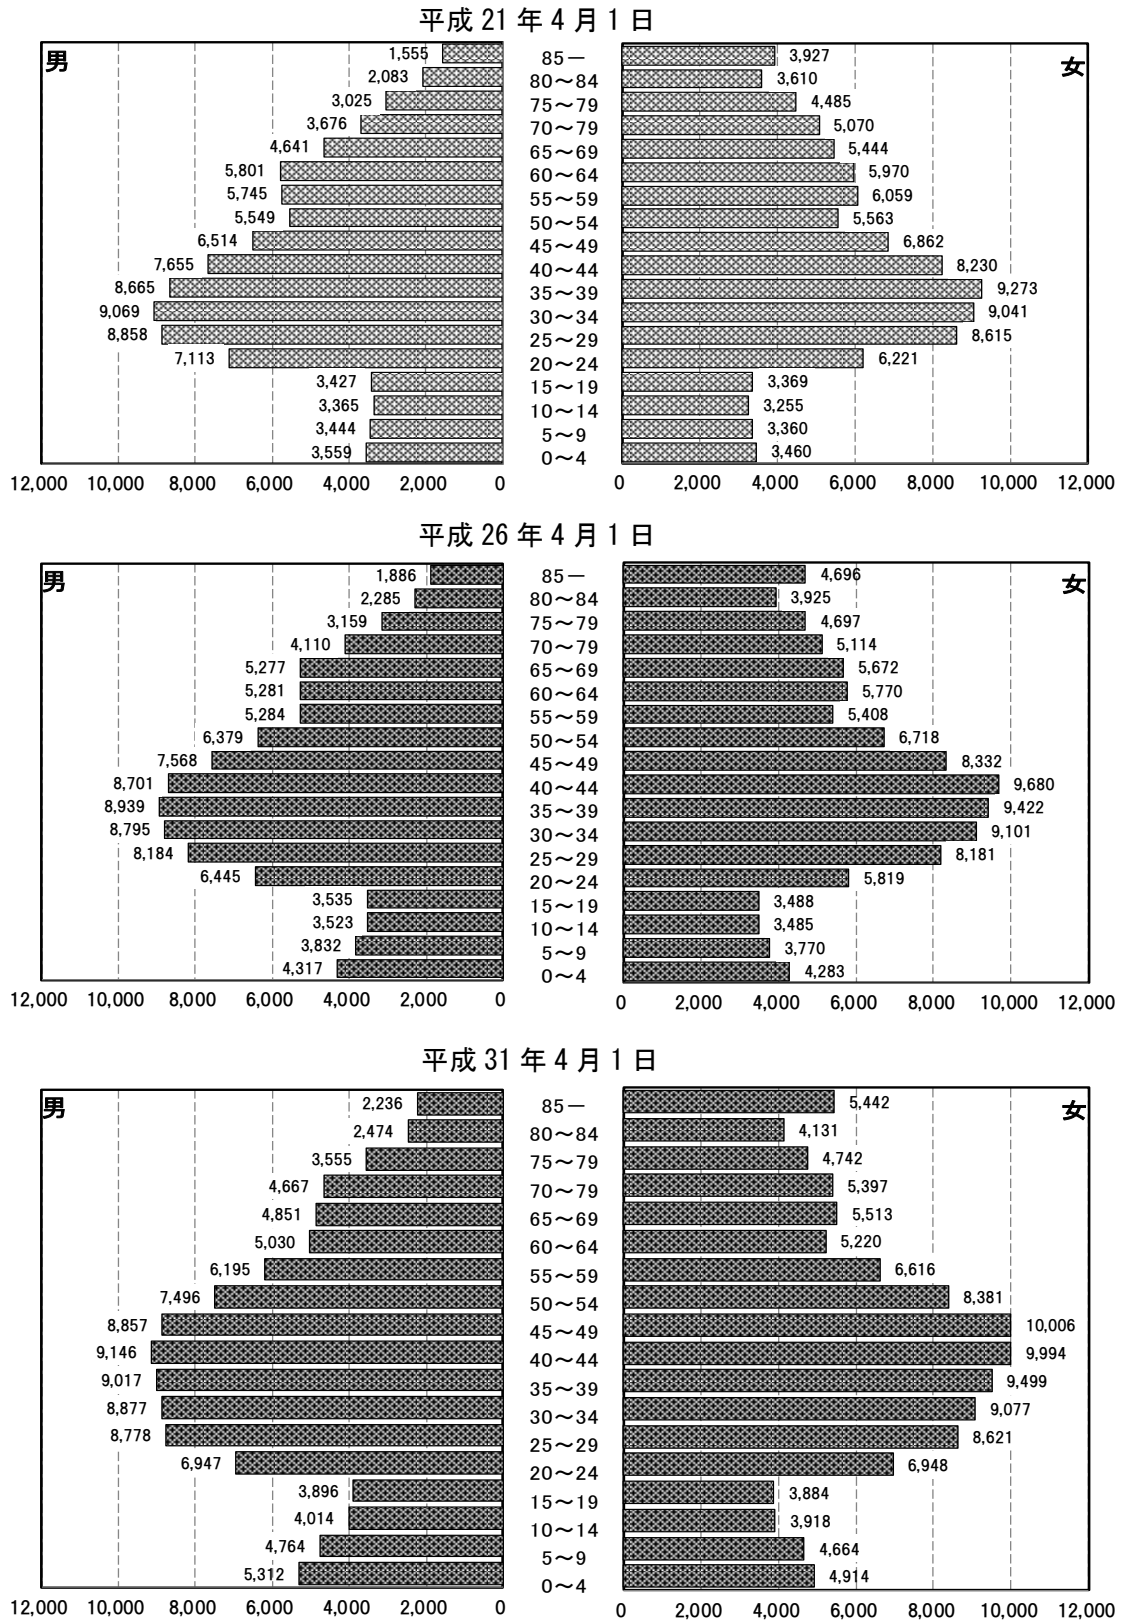 平成21年4月1日
男 女
1,555 85― 3,927
2,083 80～84 3,610
3,025 75～79 4,485
3,676 70～79 5,070
4,641 65～69 5,444
5,801 60～64 5,970
5,745 55～59 6,059
5,549 50～54 5,563
6,514 45～49 6,862
7,655 40～44 8,230
8,665 35～39 9,273
9,069 30～34 9,041
8,858 25～29 8,615
7,113 20～24 6,221
3,427 15～19 3,369
3,365 10～14 3,255
3,444 5～9 3,360
3,559 0～4 3,460
12,000 10,000 8,000 6,000 4,000 2,000 0 0 2,000 4,000 6,000 8,000 10,000 12,000
平成26年4月1日
男 女
1,886 85― 4,696
2,285 80～84 3,925
3,159 75～79 4,697
4,110 70～79 5,114
5,277 65～69 5,672
5,281 60～64 5,770
5,284 55～59 5,408
6,379 50～54 6,718
7,568 45～49 8,332
8,701 40～44 9,680
8,939 35～39 9,422
8,795 30～34 9,101
8,184 25～29 8,181
6,445 20～24 5,819
3,535 15～19 3,488
3,523 10～14 3,485
3,832 5～9 3,770
4,317 0～4 4,283
12,000 10,000 8,000 6,000 4,000 2,000 0 0 2,000 4,000 6,000 8,000 10,000 12,000
平成31年4月1日
男 女
2,236 85― 5,442
2,474 80～84 4,131
3,555 75～79 4,742
4,667 70～79 5,397
4,851 65～69 5,513
5,030 60～64 5,220
6,195 55～59 6,616
7,496 50～54 8,381
8,857 45～49 10,006
9,146 40～44 9,994
9,017 35～39 9,499
8,877 30～34 9,077
8,778 25～29 8,621
6,947 20～24 6,948
3,896 15～19 3,884
4,014 10～14 3,918
4,764 5～9 4,664
5,312 0～4 4,914
12,000 10,000 8,000 6,000 4,000 2,000 0 0 2,000 4,000 6,000 8,000 10,000 12,000